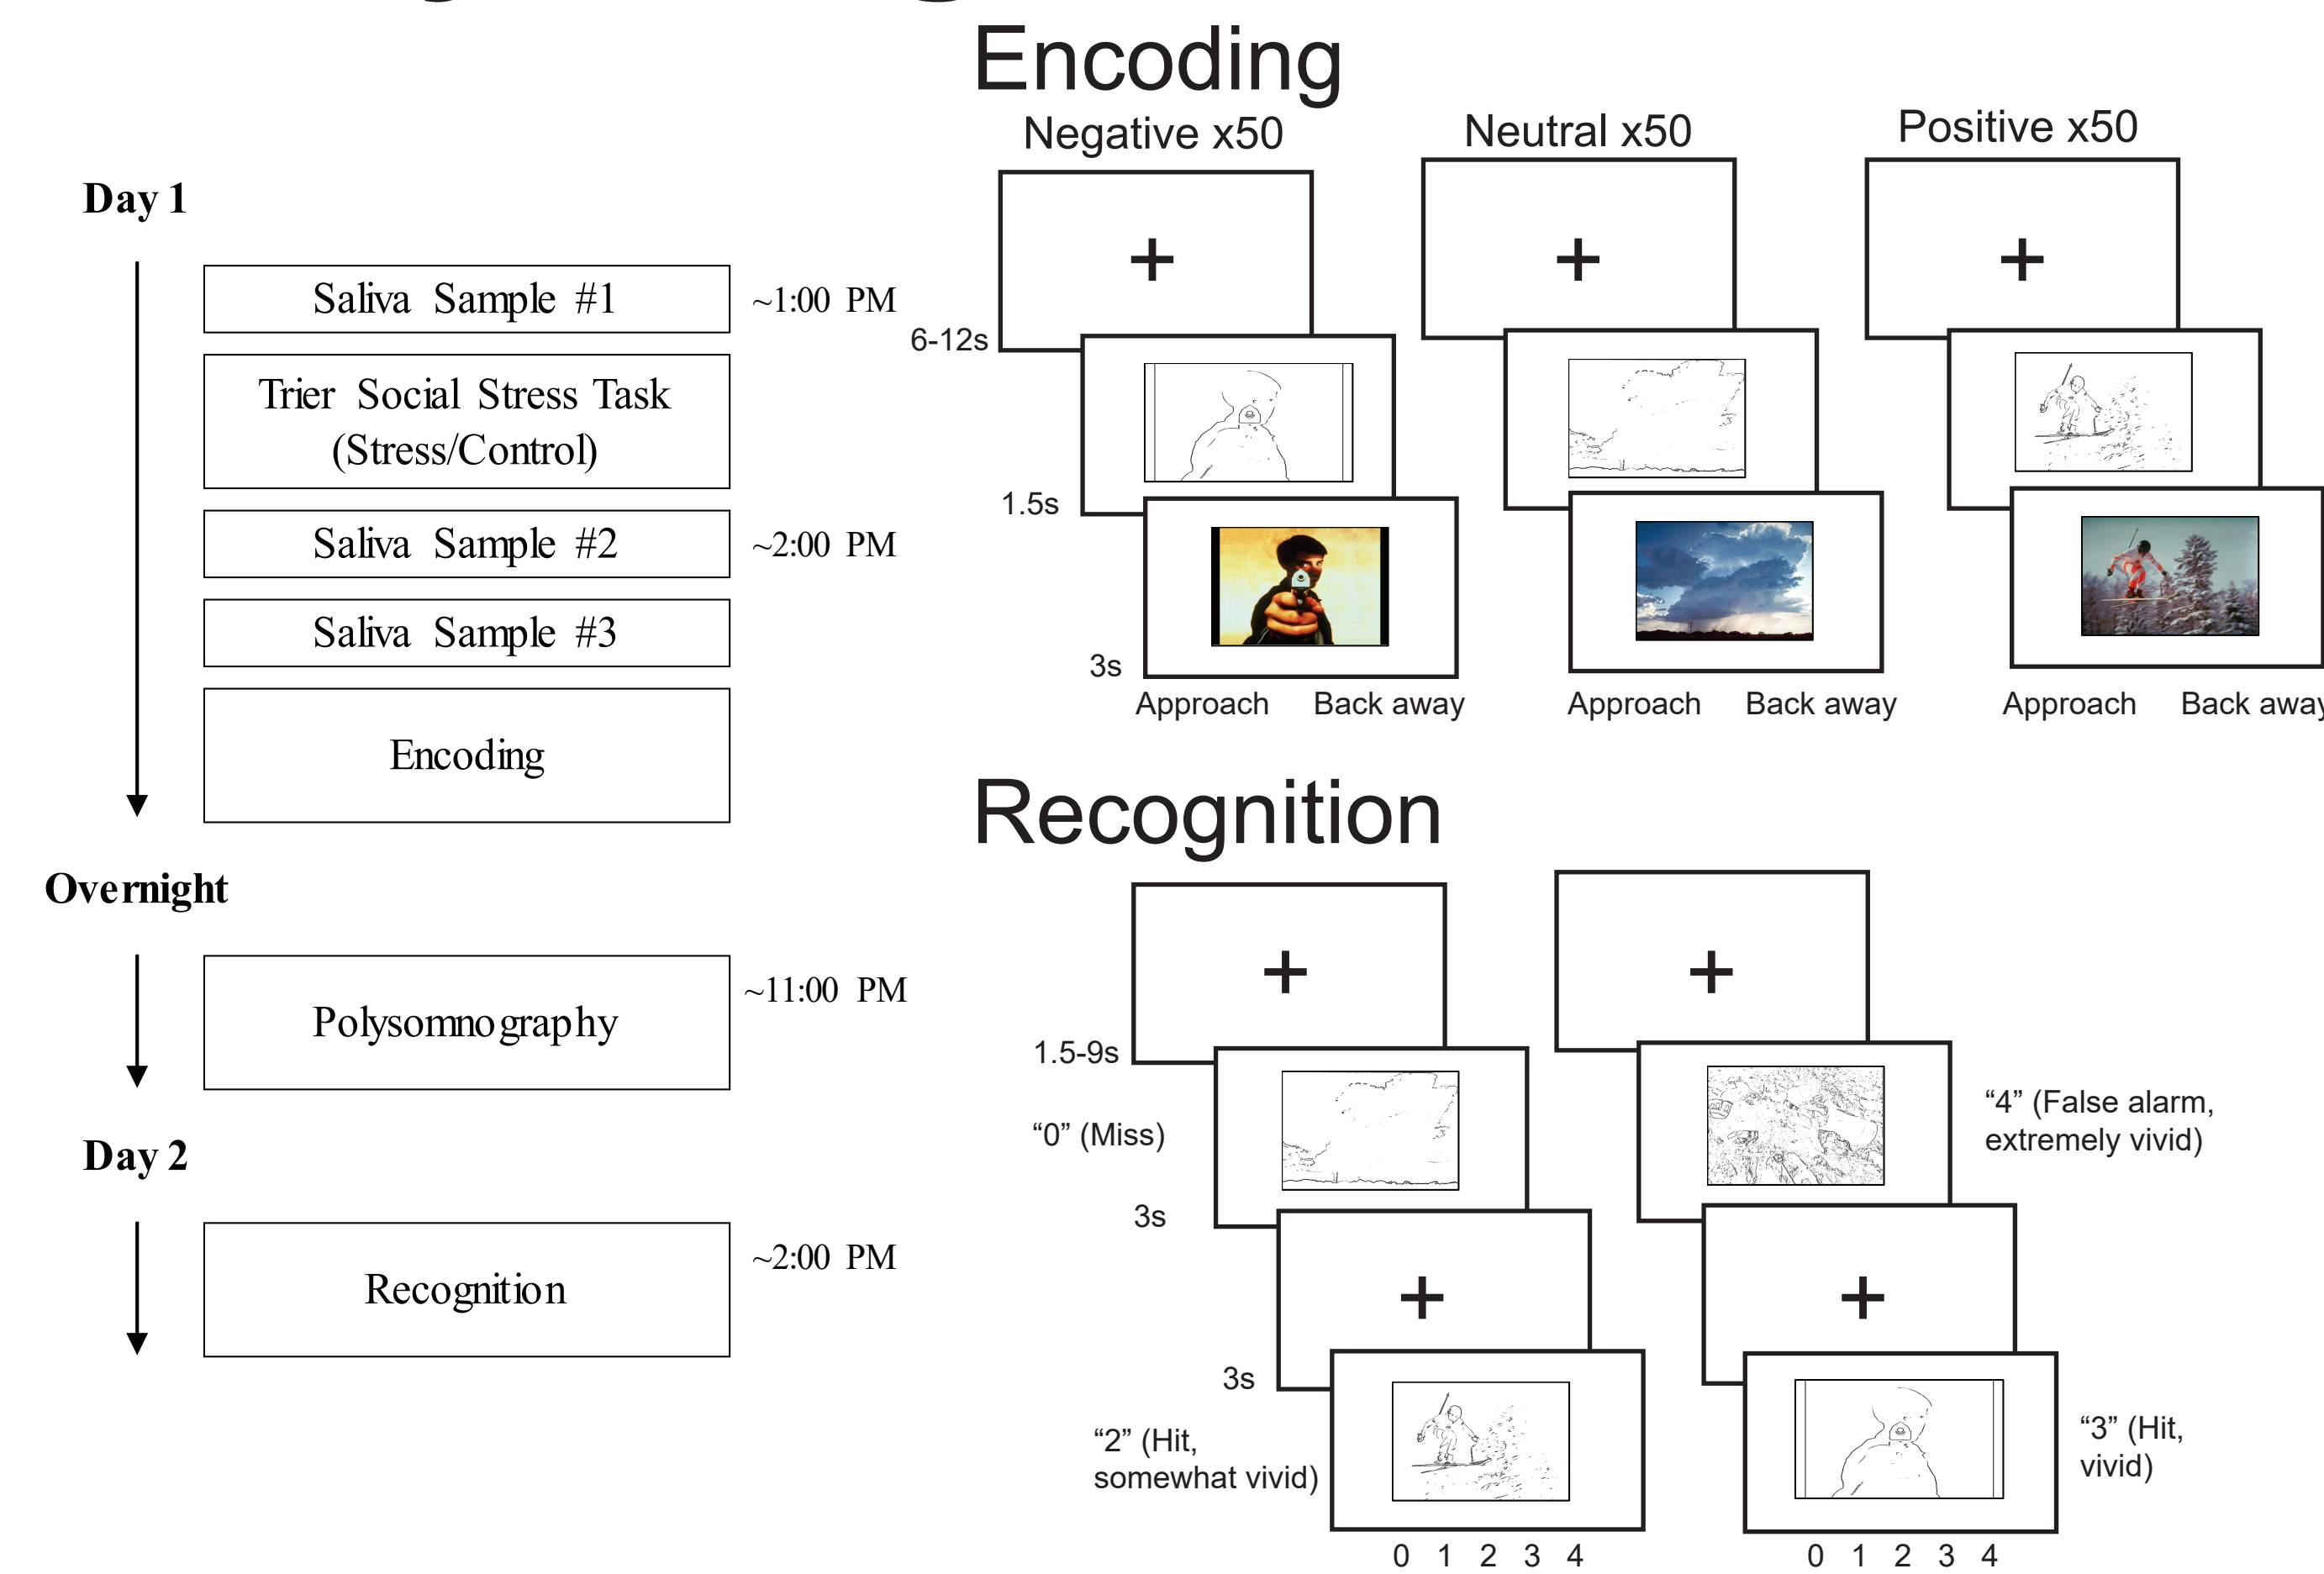 Day 1
Saliva Sample #1
~1:00 PM
Trier Social Stress Task
(Stress/Control)
Saliva Sample #2
~2:00 PM
Saliva Sample #3
Encoding
Overnight
Polysomnography
~11:00 PM
Day 2
Recognition
~2:00 PM
Encoding
Negative x50
Neutral x50
Positive x50
6-12s
1.5s
3s
Approach Back away
Approach Back away
Approach Back away
Recognition
1.5-9s
“0” (Miss)
3s
3s
“2” (Hit,
somewhat vivid)
0 1 2 3 4
“4” (False alarm,
extremely vivid)
“3” (Hit,
vivid)
0 1 2 3 4